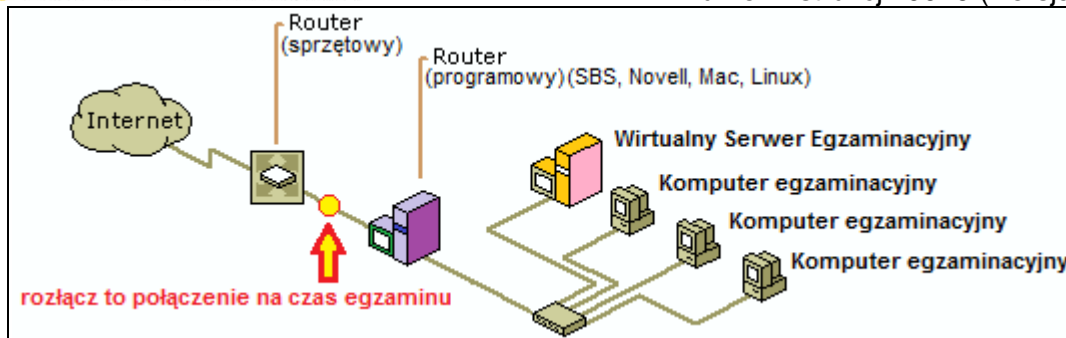 Router
(sprzętowy)
Router
(programowy)(SBS, Novell, Mac, Linux)
Internet
Wirtualny Serwer Egzaminacyjny
Komputer egzaminacyjny
Komputer egzaminacyjny
Komputer egzaminacyjny
rozłącz to połączenie na czas egzaminu